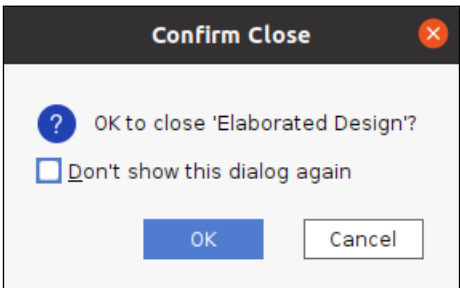 Confirm Close
OK to close 'Elaborated Design'?
Don't show this dialog again
OK
Cancel